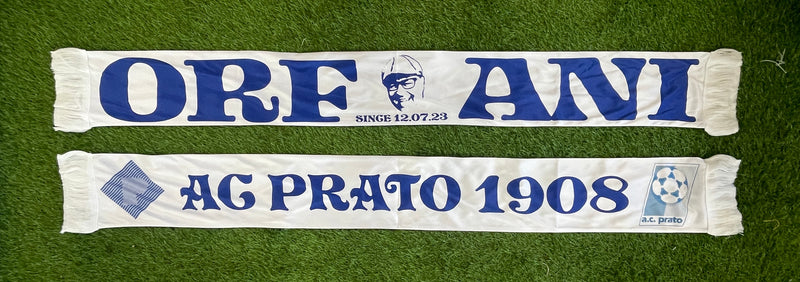 ORF ANI
SINCE 12.07.23
AC PRATO 1908
a.c. prato